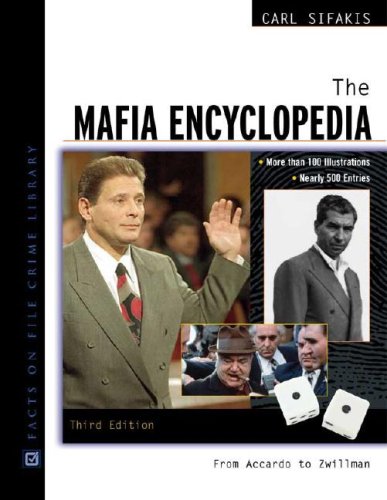 CARL SIFAKIS
The
MAFIA ENCYCLOPEDIA
• More than 100 Illustrations
• Nearly 500 Entries
FACTS ON FILE CRIME LIBRARY
Third Edition
From Accardo to Zwillman